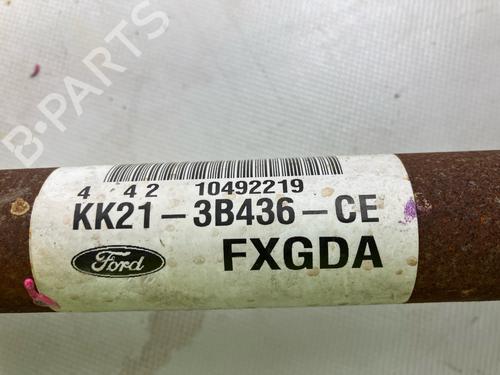 B-PARTS
4 42 10492219
KK21-3B436-CE
Ford FXGDA